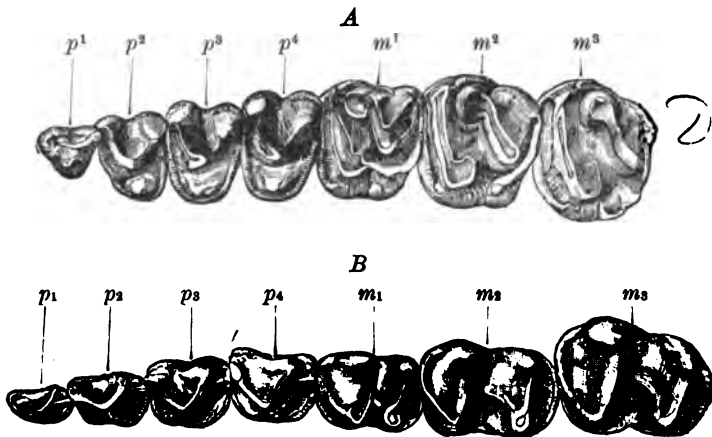 A
p¹ p² p³ p⁴ m¹ m² m³
B
p₁ p₂ p₃ p₄ m₁ m₂ m₃